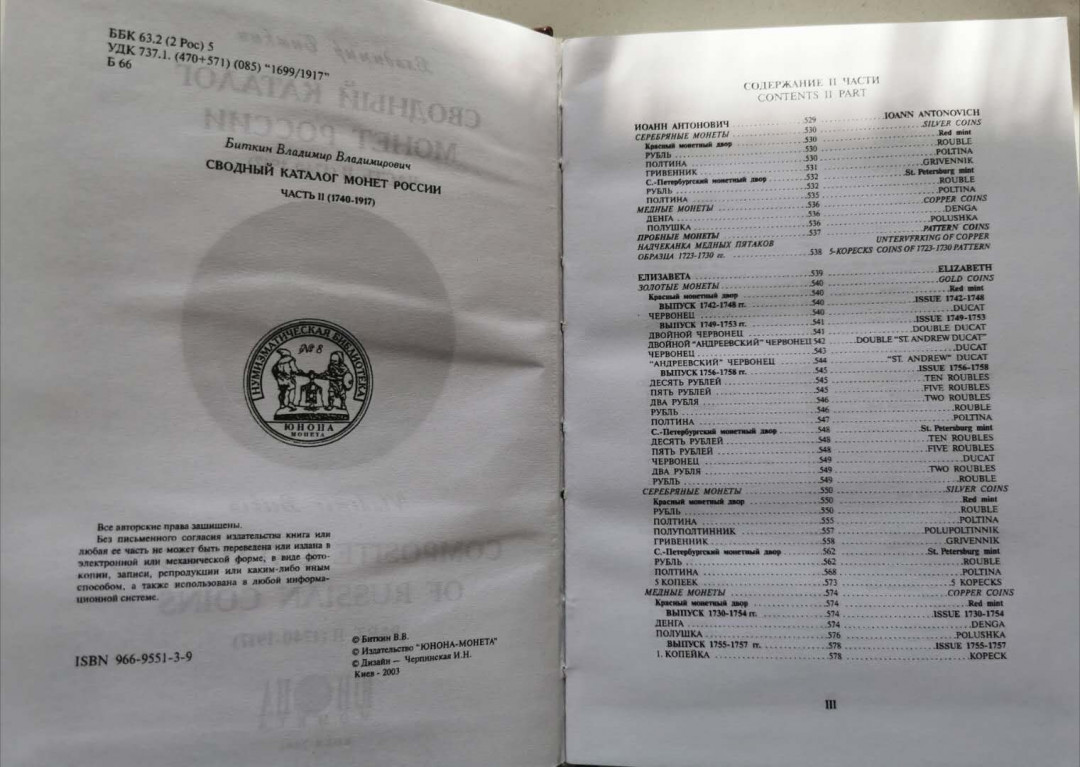 ББК 63.2 (2 Рос) 5
УДК 737.1. (470+571) (085) "1699/1917"
Б 66
Биткин Владимир Владимирович
СВОДНЫЙ КАТАЛОГ МОНЕТ РОССИИ
ЧАСТЬ II (1740-1917)
НУМИЗМАТИЧЕСКАЯ БИБЛИОТЕКА
№ 8
ЮНОНА
МОНЕТА
Все авторские права защищены.
Без письменного согласия издательства книга или
любая ее часть не может быть переведена или издана в
электронной или механической форме, в виде фото-
копии, записи, репродукции или каким-либо иным
способом, а также использована в любой информа-
ционной системе.
ISBN 966-9551-3-9
© Биткин В.В.
© Издательство "ЮНОНА-МОНЕТА"
© Дизайн — Черпинская И.Н.
Киев - 2003
СОДЕРЖАНИЕ II ЧАСТИ
CONTENTS II PART
ИОАНН АНТОНОВИЧ 529 IOANN ANTONOVICH
СЕРЕБРЯНЫЕ МОНЕТЫ 530 SILVER COINS
Красный монетный двор 530 Red mint
РУБЛЬ 530 ROUBLE
ПОЛТИНА 530 POLTINA
ГРИВЕННИК 531 GRIVENNIK
С.-Петербургский монетный двор 532 St. Petersburg mint
РУБЛЬ 532 ROUBLE
ПОЛТИНА 535 POLTINA
МЕДНЫЕ МОНЕТЫ 536 COPPER COINS
ДЕНГА 536 DENGA
ПОЛУШКА 536 POLUSHKA
ПРОБНЫЕ МОНЕТЫ 537 PATTERN COINS
НАДЧЕКАНКА МЕДНЫХ ПЯТАКОВ UNTERVFRKING OF COPPER
ОБРАЗЦА 1723-1730 гг. 538 5-KOPECKS COINS OF 1723-1730 PATTERN
ЕЛИЗАВЕТА 539 ELIZABETH
ЗОЛОТЫЕ МОНЕТЫ 540 GOLD COINS
Красный монетный двор 540 Red mint
ВЫПУСК 1742-1748 гг. 540 ISSUE 1742-1748
ЧЕРВОНЕЦ 540 DUCAT
ВЫПУСК 1749-1753 гг. 541 ISSUE 1749-1753
ДВОЙНОЙ ЧЕРВОНЕЦ 541 DOUBLE DUCAT
ДВОЙНОЙ "АНДРЕЕВСКИЙ" ЧЕРВОНЕЦ 542 DOUBLE "ST. ANDREW DUCAT"
ЧЕРВОНЕЦ 543 DUCAT
"АНДРЕЕВСКИЙ" ЧЕРВОНЕЦ 544 "ST. ANDREW" DUCAT
ВЫПУСК 1756-1758 гг. 545 ISSUE 1756-1758
ДЕСЯТЬ РУБЛЕЙ 545 TEN ROUBLES
ПЯТЬ РУБЛЕЙ 545 FIVE ROUBLES
ДВА РУБЛЯ 546 TWO ROUBLES
РУБЛЬ 546 ROUBLE
ПОЛТИНА 547 POLTINA
С.-Петербургский монетный двор 548 St. Petersburg mint
ДЕСЯТЬ РУБЛЕЙ 548 TEN ROUBLES
ПЯТЬ РУБЛЕЙ 548 FIVE ROUBLES
ЧЕРВОНЕЦ 549 DUCAT
ДВА РУБЛЯ 549 TWO ROUBLES
РУБЛЬ 549 ROUBLE
СЕРЕБРЯНЫЕ МОНЕТЫ 550 SILVER COINS
Красный монетный двор 550 Red mint
РУБЛЬ 550 ROUBLE
ПОЛТИНА 555 POLTINA
ПОЛУПОЛТИННИК 557 POLUPOLTINNIK
ГРИВЕННИК 558 GRIVENNIK
С.-Петербургский монетный двор 562 St. Petersburg mint
РУБЛЬ 562 ROUBLE
ПОЛТИНА 568 POLTINA
5 КОПЕЕК 573 5 KOPECKS
МЕДНЫЕ МОНЕТЫ 574 COPPER COINS
Красный монетный двор 574 Red mint
ВЫПУСК 1730-1754 гг. 574 ISSUE 1730-1754
ДЕНГА 574 DENGA
ПОЛУШКА 576 POLUSHKA
ВЫПУСК 1755-1757 гг. 578 ISSUE 1755-1757
1. КОПЕЙКА 578 KOPECK
III